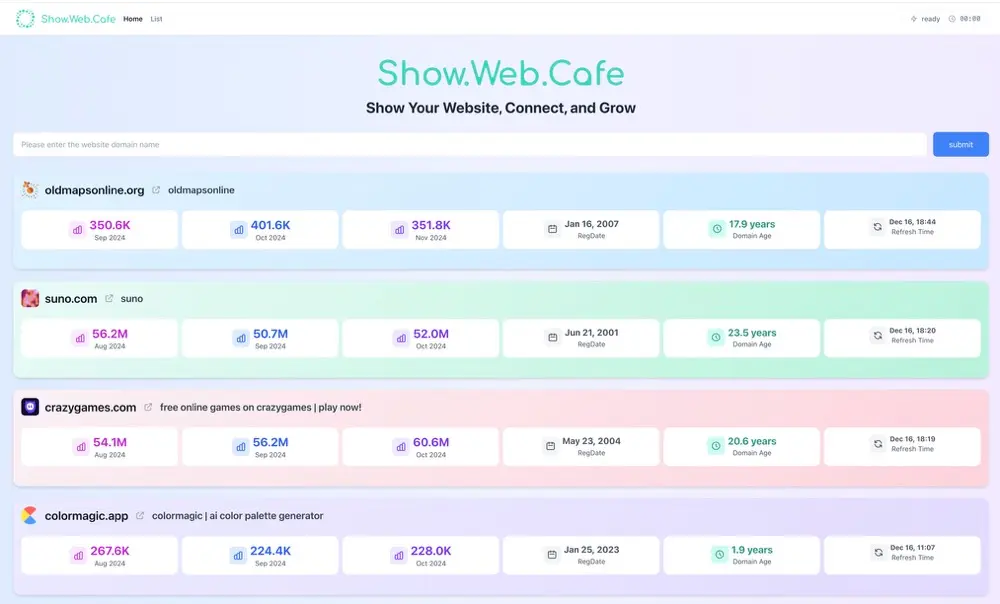 Show.Web.Cafe Home List ready 00:00
Show.Web.Cafe
Show Your Website, Connect, and Grow
Please enter the website domain name submit
oldmapsonline.org oldmapsonline
350.6K 401.6K 351.8K Jan 16, 2007 17.9 years Dec 16, 18:44
Sep 2024 Oct 2024 Nov 2024 RegDate Domain Age Refresh Time
suno.com suno
56.2M 50.7M 52.0M Jun 21, 2001 23.5 years Dec 16, 18:20
Aug 2024 Sep 2024 Oct 2024 RegDate Domain Age Refresh Time
crazygames.com free online games on crazygames | play now!
54.1M 56.2M 60.6M May 23, 2004 20.6 years Dec 16, 18:19
Aug 2024 Sep 2024 Oct 2024 RegDate Domain Age Refresh Time
colormagic.app colormagic | ai color palette generator
267.6K 224.4K 228.0K Jan 25, 2023 1.9 years Dec 16, 11:07
Aug 2024 Sep 2024 Oct 2024 RegDate Domain Age Refresh Time